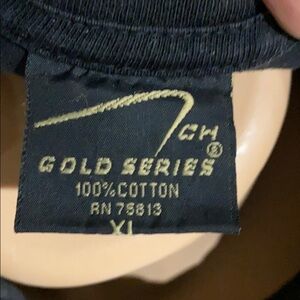 CH
GOLD SERIES ®
100% COTTON
RN 75813
XL